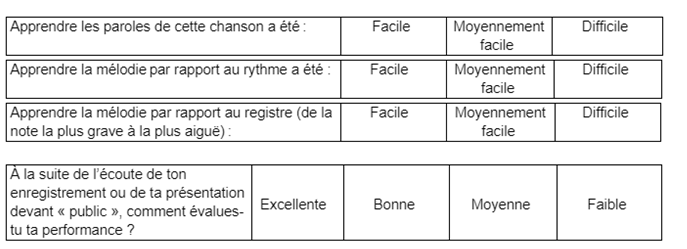 Apprendre les paroles de cette chanson a été : Facile Moyennement Difficile
facile
Apprendre la mélodie par rapport au rythme a été : Facile Moyennement Difficile
facile
Apprendre la mélodie par rapport au registre (de la Facile Moyennement Difficile
note la plus grave à la plus aiguë) : facile
À la suite de l'écoute de ton
enregistrement ou de ta présentation
devant « public », comment évalues- Excellente Bonne Moyenne Faible
tu ta performance ?